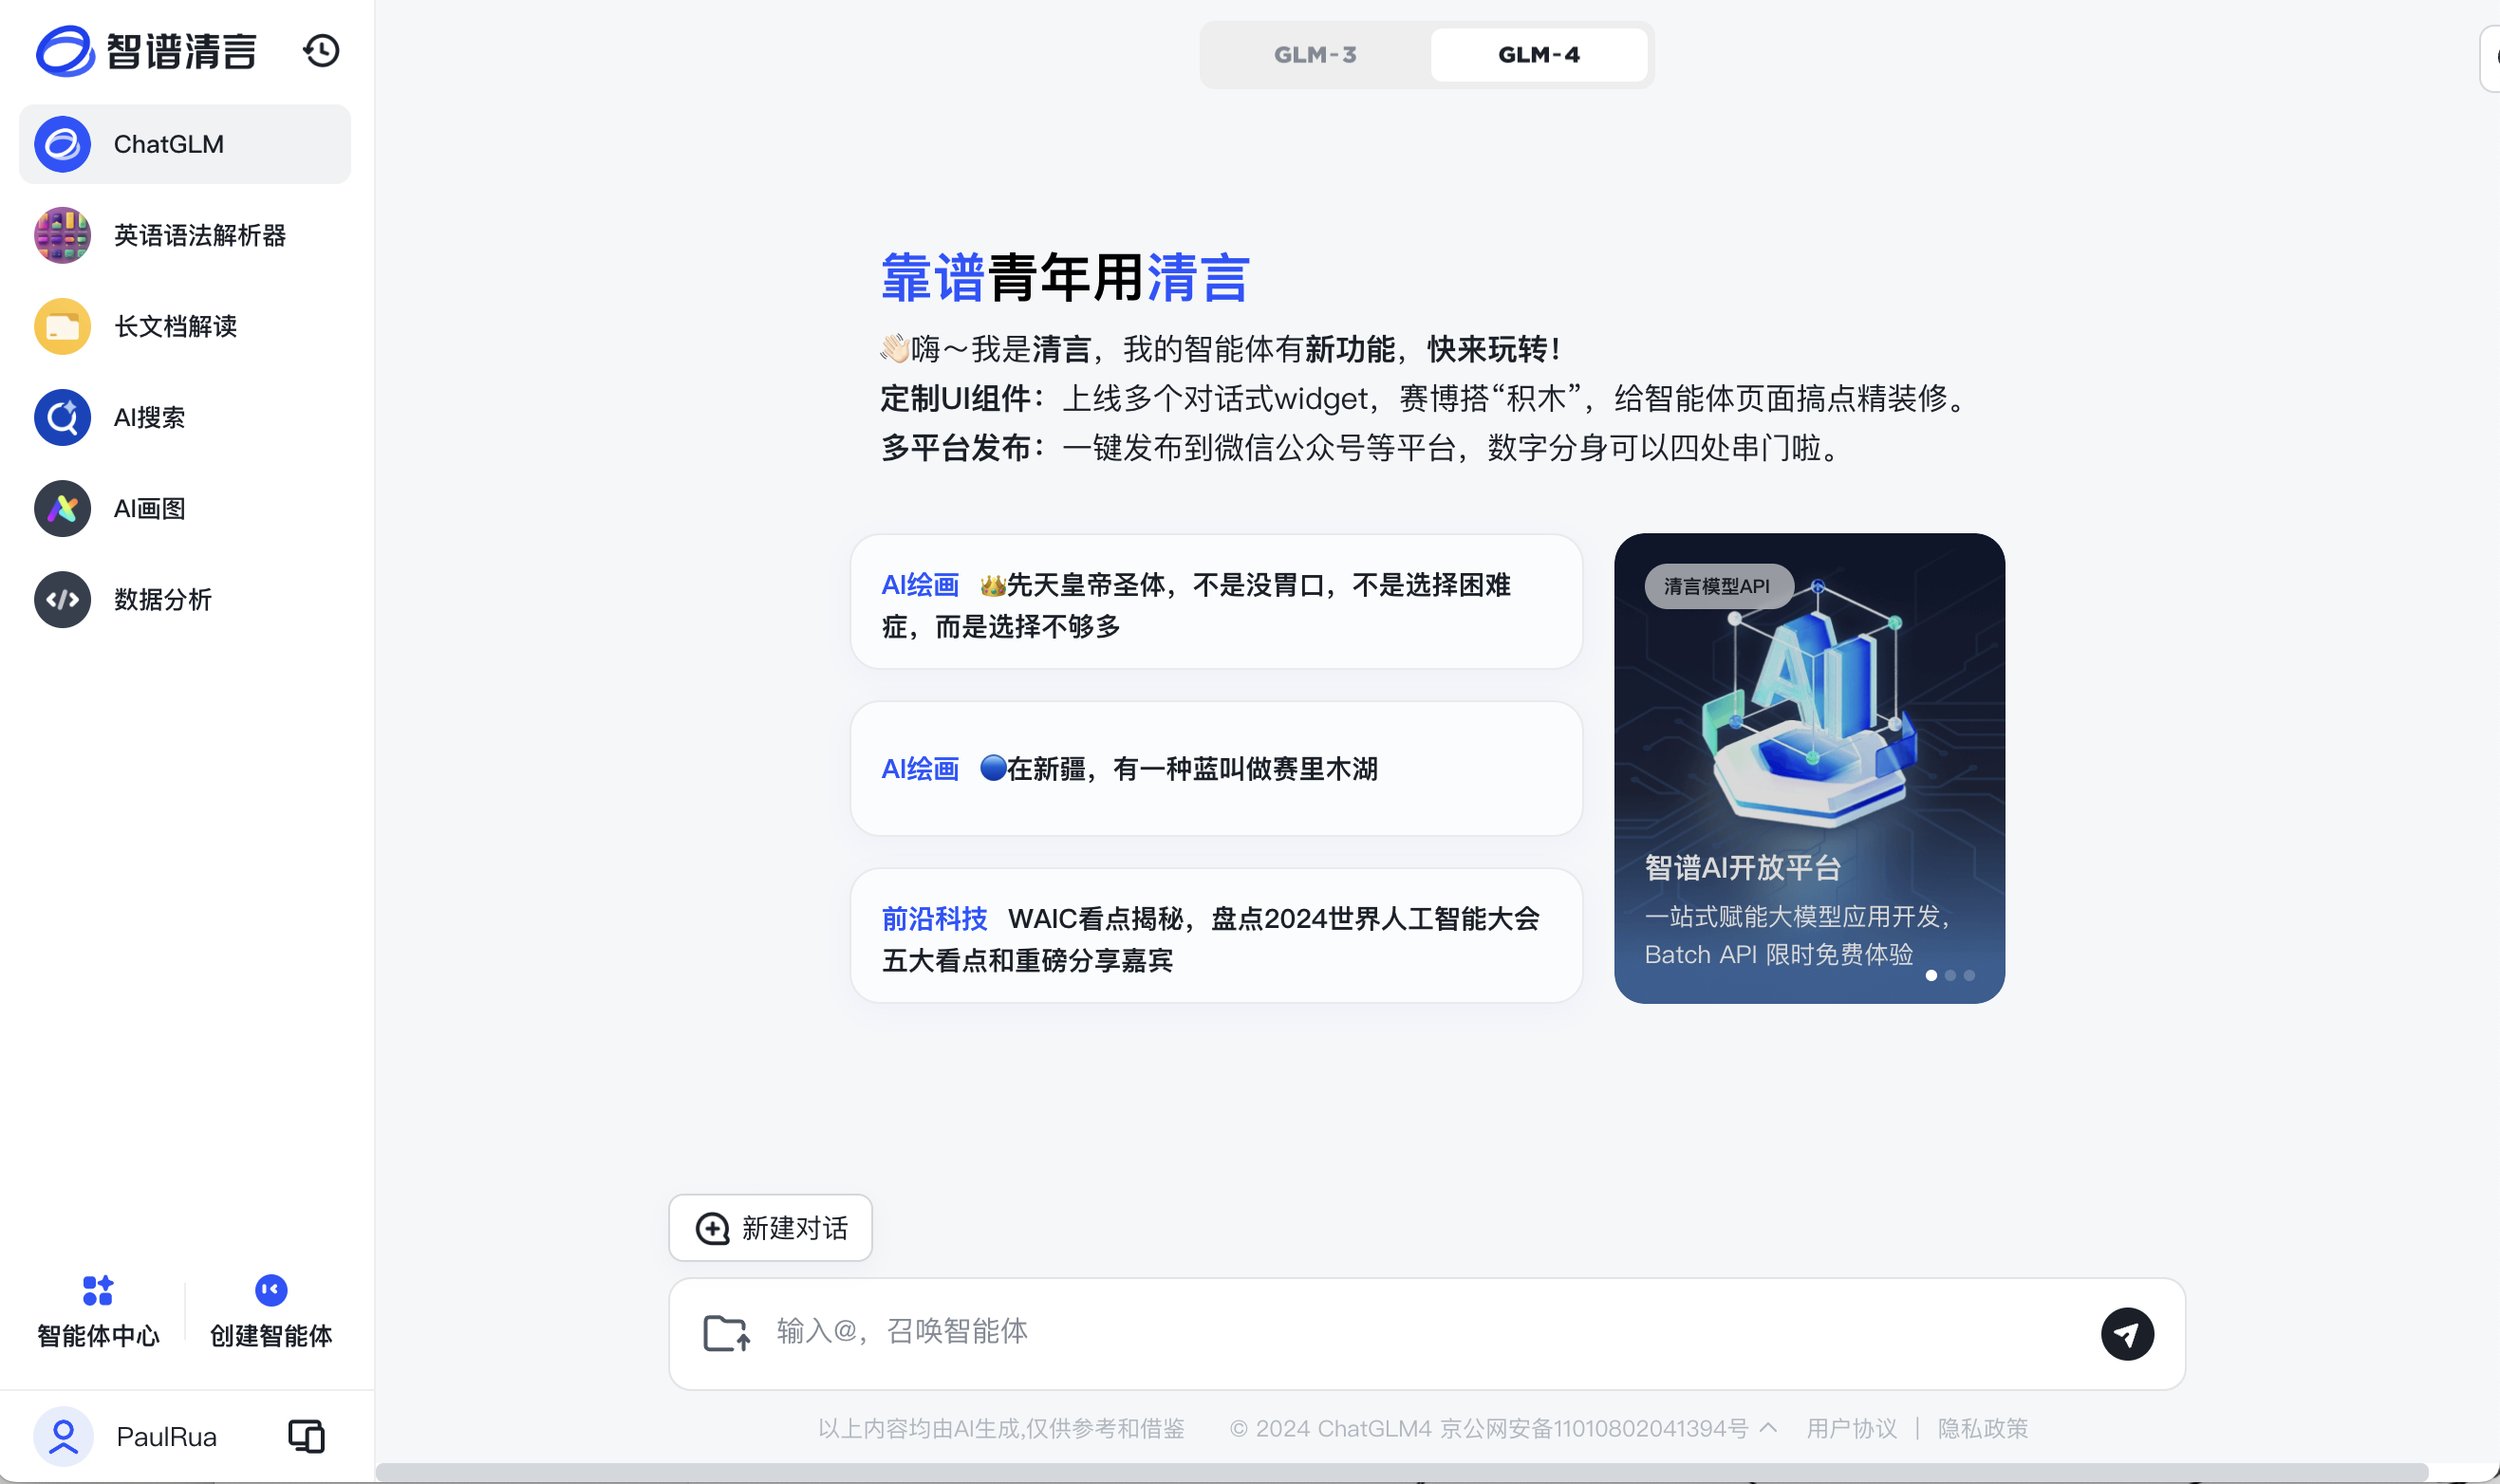 智谱清言
ChatGLM
英语语法解析器
长文档解读
AI搜索
AI画图
数据分析
智能体中心
创建智能体
PaulRua
GLM-3
GLM-4
靠谱青年用清言
👋🏻嗨～我是清言，我的智能体有新功能，快来玩转！
定制UI组件：上线多个对话式widget，赛博搭“积木”，给智能体页面搞点精装修。
多平台发布：一键发布到微信公众号等平台，数字分身可以四处串门啦。
AI绘画 👑先天皇帝圣体，不是没胃口，不是选择困难
症，而是选择不够多
AI绘画 🔵在新疆，有一种蓝叫做赛里木湖
前沿科技 WAIC看点揭秘，盘点2024世界人工智能大会
五大看点和重磅分享嘉宾
清言模型API
AI
智谱AI开放平台
一站式赋能大模型应用开发，
Batch API 限时免费体验
新建对话
输入@，召唤智能体
以上内容均由AI生成,仅供参考和借鉴 © 2024 ChatGLM4 京公网安备11010802041394号 用户协议 | 隐私政策